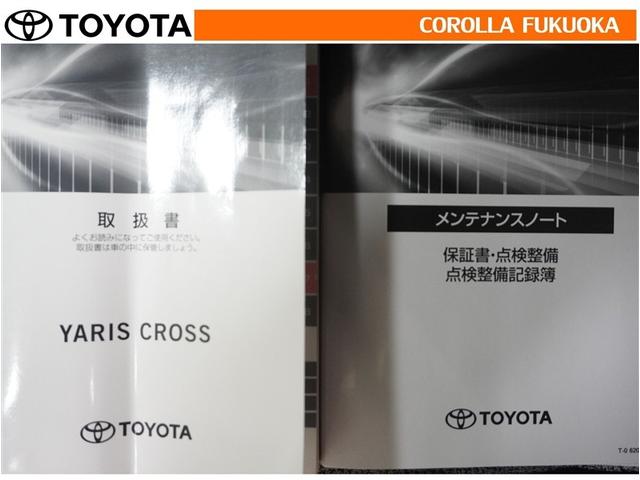 TOYOTA
COROLLA FUKUOKA
取扱書
よくお読みになってご使用ください。
取扱書は車の中に保管しましょう。
YARIS CROSS
TOYOTA
メンテナンスノート
保証書・点検整備
点検整備記録簿
TOYOTA